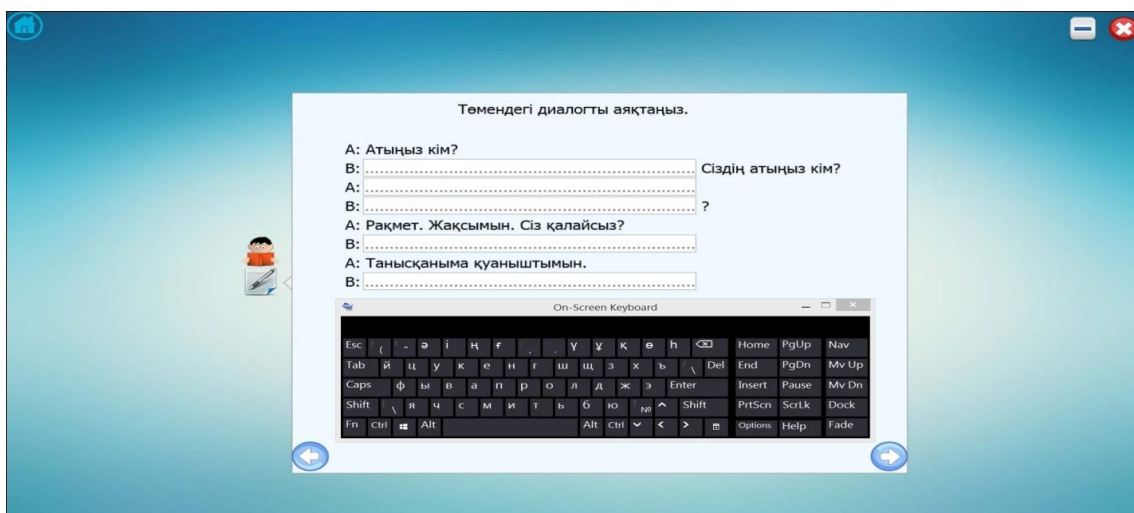 Төмендегі диалогты аяқтаңыз.
А: Атыңыз кім?
В: ........................................ Сіздің атыңыз кім?
А: ........................................
В: ........................................ ?
А: Рақмет. Жақсымын. Сіз қалайсыз?
В: ........................................
А: Танысқаныма қуаныштымын.
В: ........................................
On-Screen Keyboard
Esc ( " ә і ң ғ , . ү ұ қ ө һ Home PgUp Nav
Tab й ц у к е н г ш щ з х ъ \ Del End PgDn Mv Up
Caps ф ы в а п р о л д ж э Enter Insert Pause Mv Dn
Shift \ я ч с м и т ь б ю № Shift PrtScn ScrLk Dock
Fn Ctrl Alt Alt Ctrl Options Help Fade